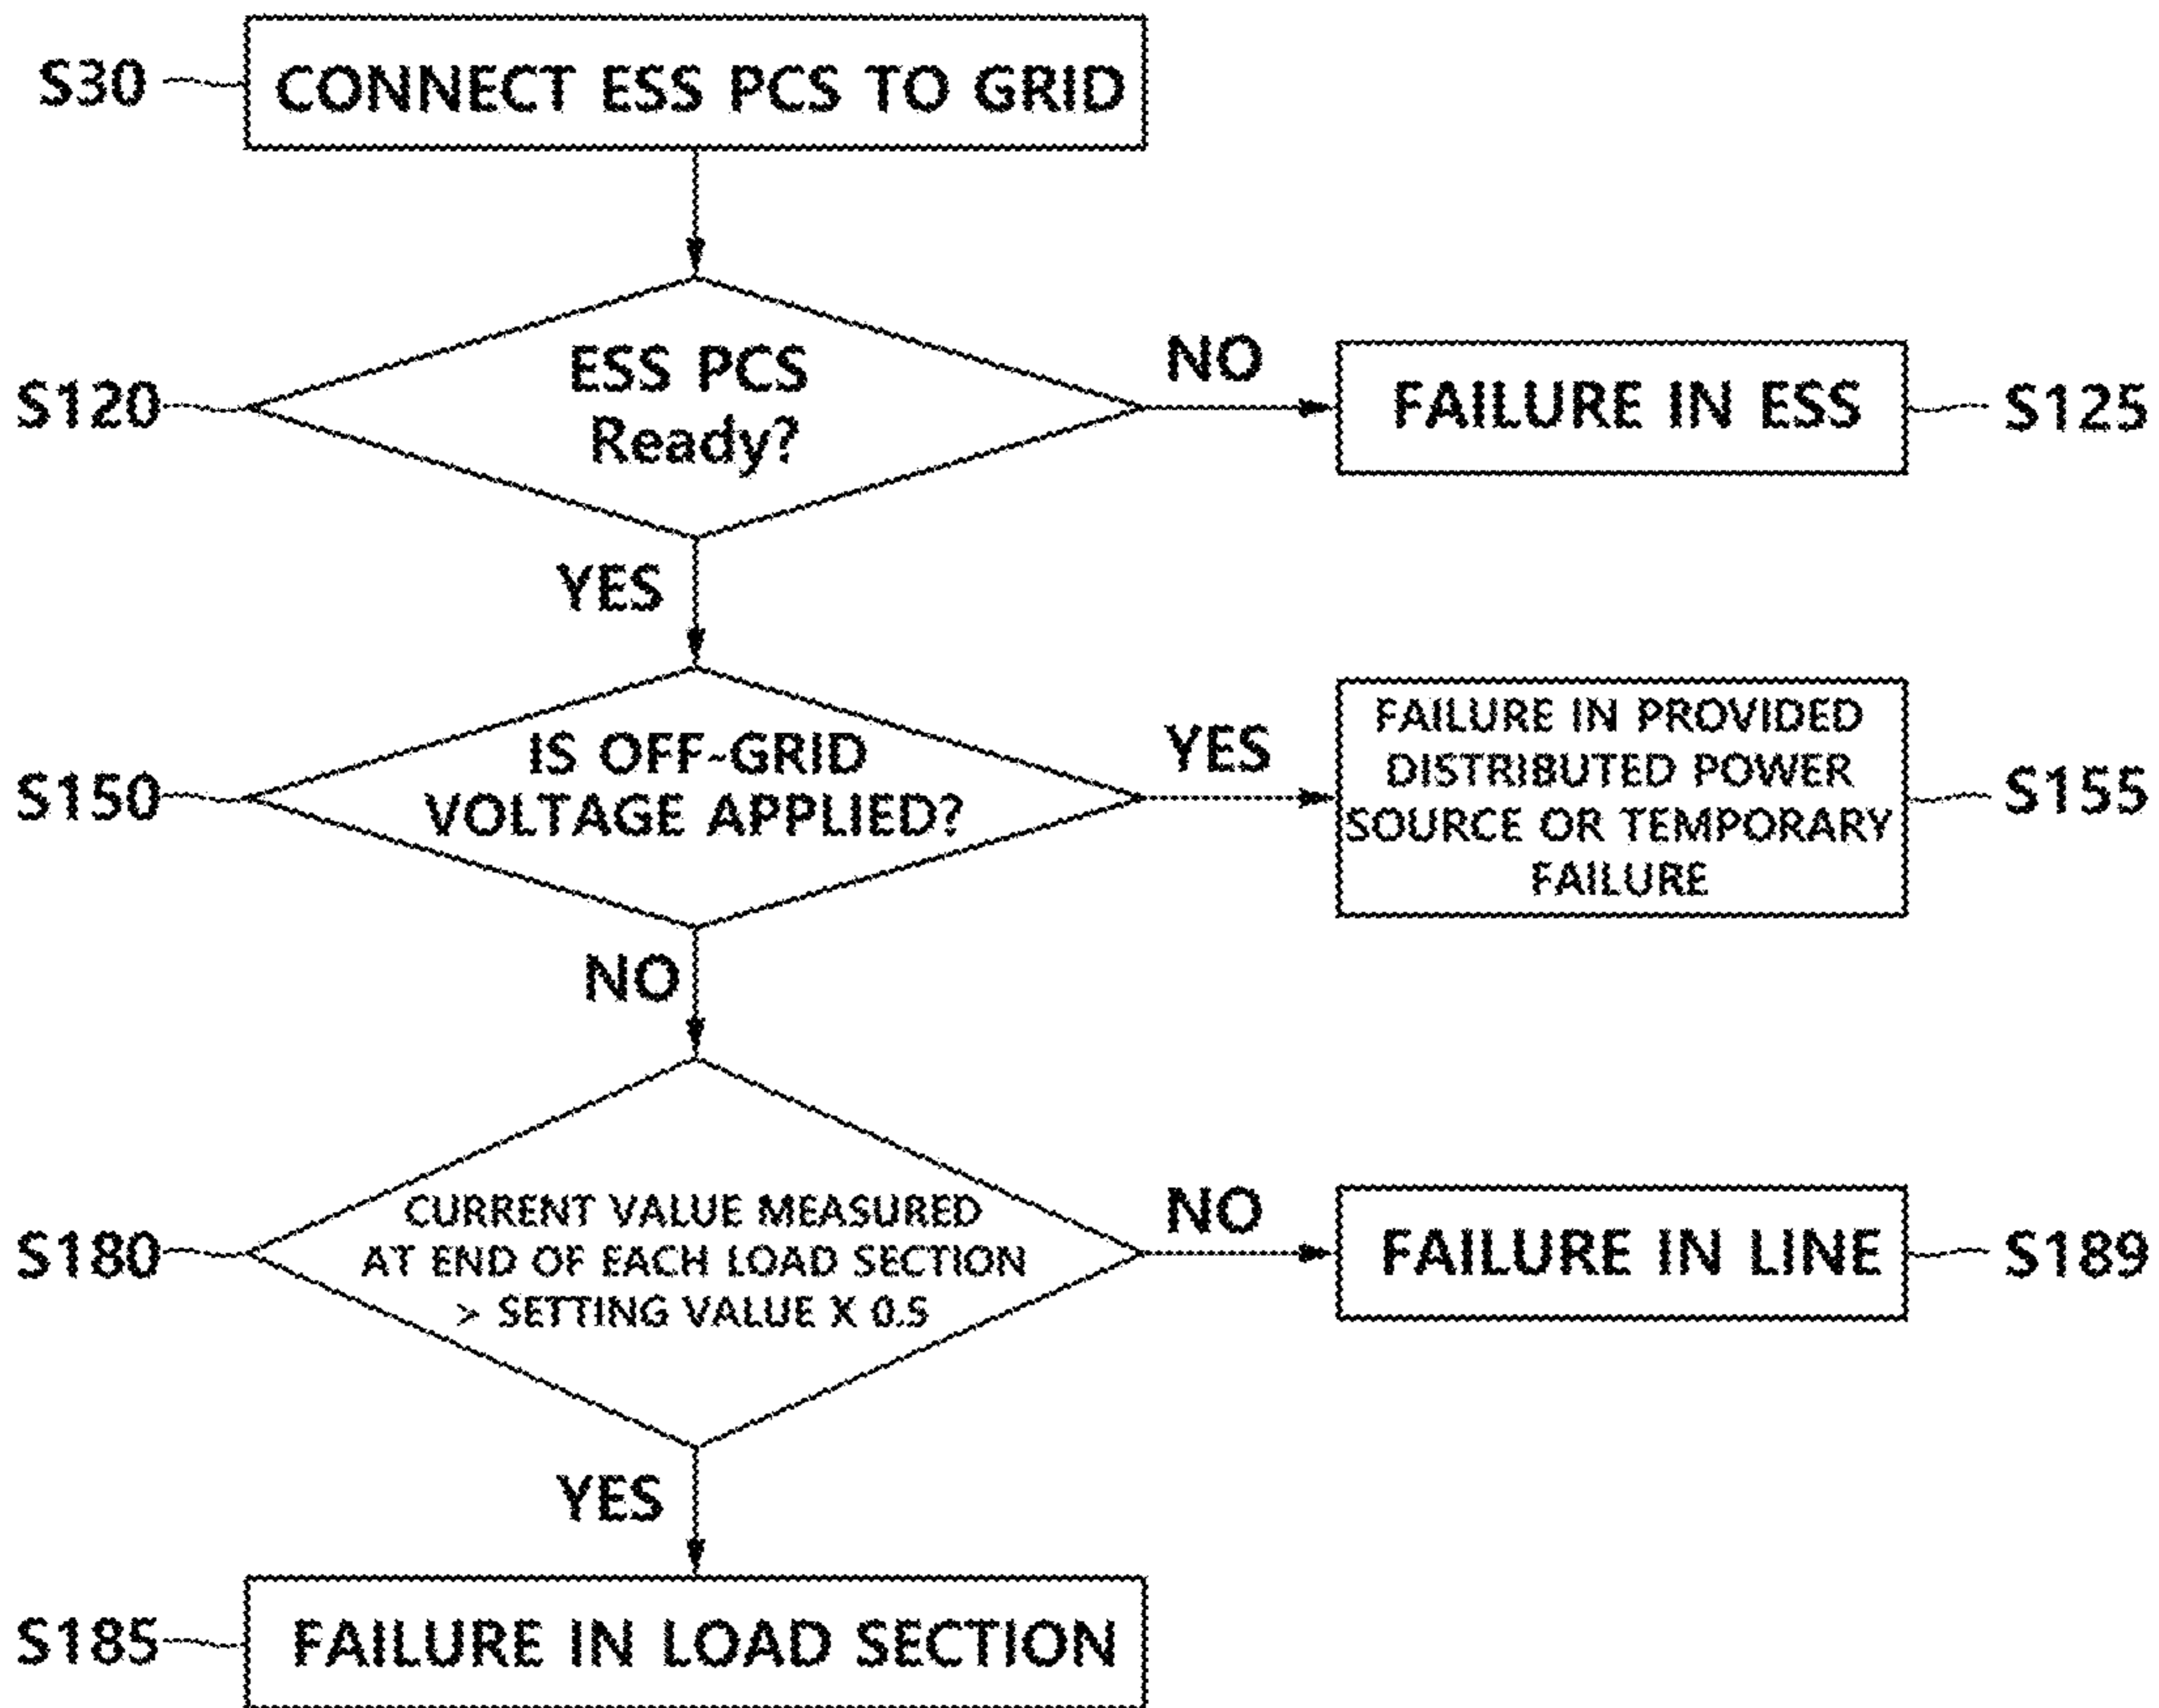 S30
CONNECT ESS PCS TO GRID
S120
ESS PCS
Ready?
NO
FAILURE IN ESS
S125
YES
S150
IS OFF-GRID
VOLTAGE APPLIED?
YES
FAILURE IN PROVIDED
DISTRIBUTED POWER
SOURCE OR TEMPORARY
FAILURE
S155
NO
S180
CURRENT VALUE MEASURED
AT END OF EACH LOAD SECTION
> SETTING VALUE X 0.5
NO
FAILURE IN LINE
S189
YES
S185
FAILURE IN LOAD SECTION